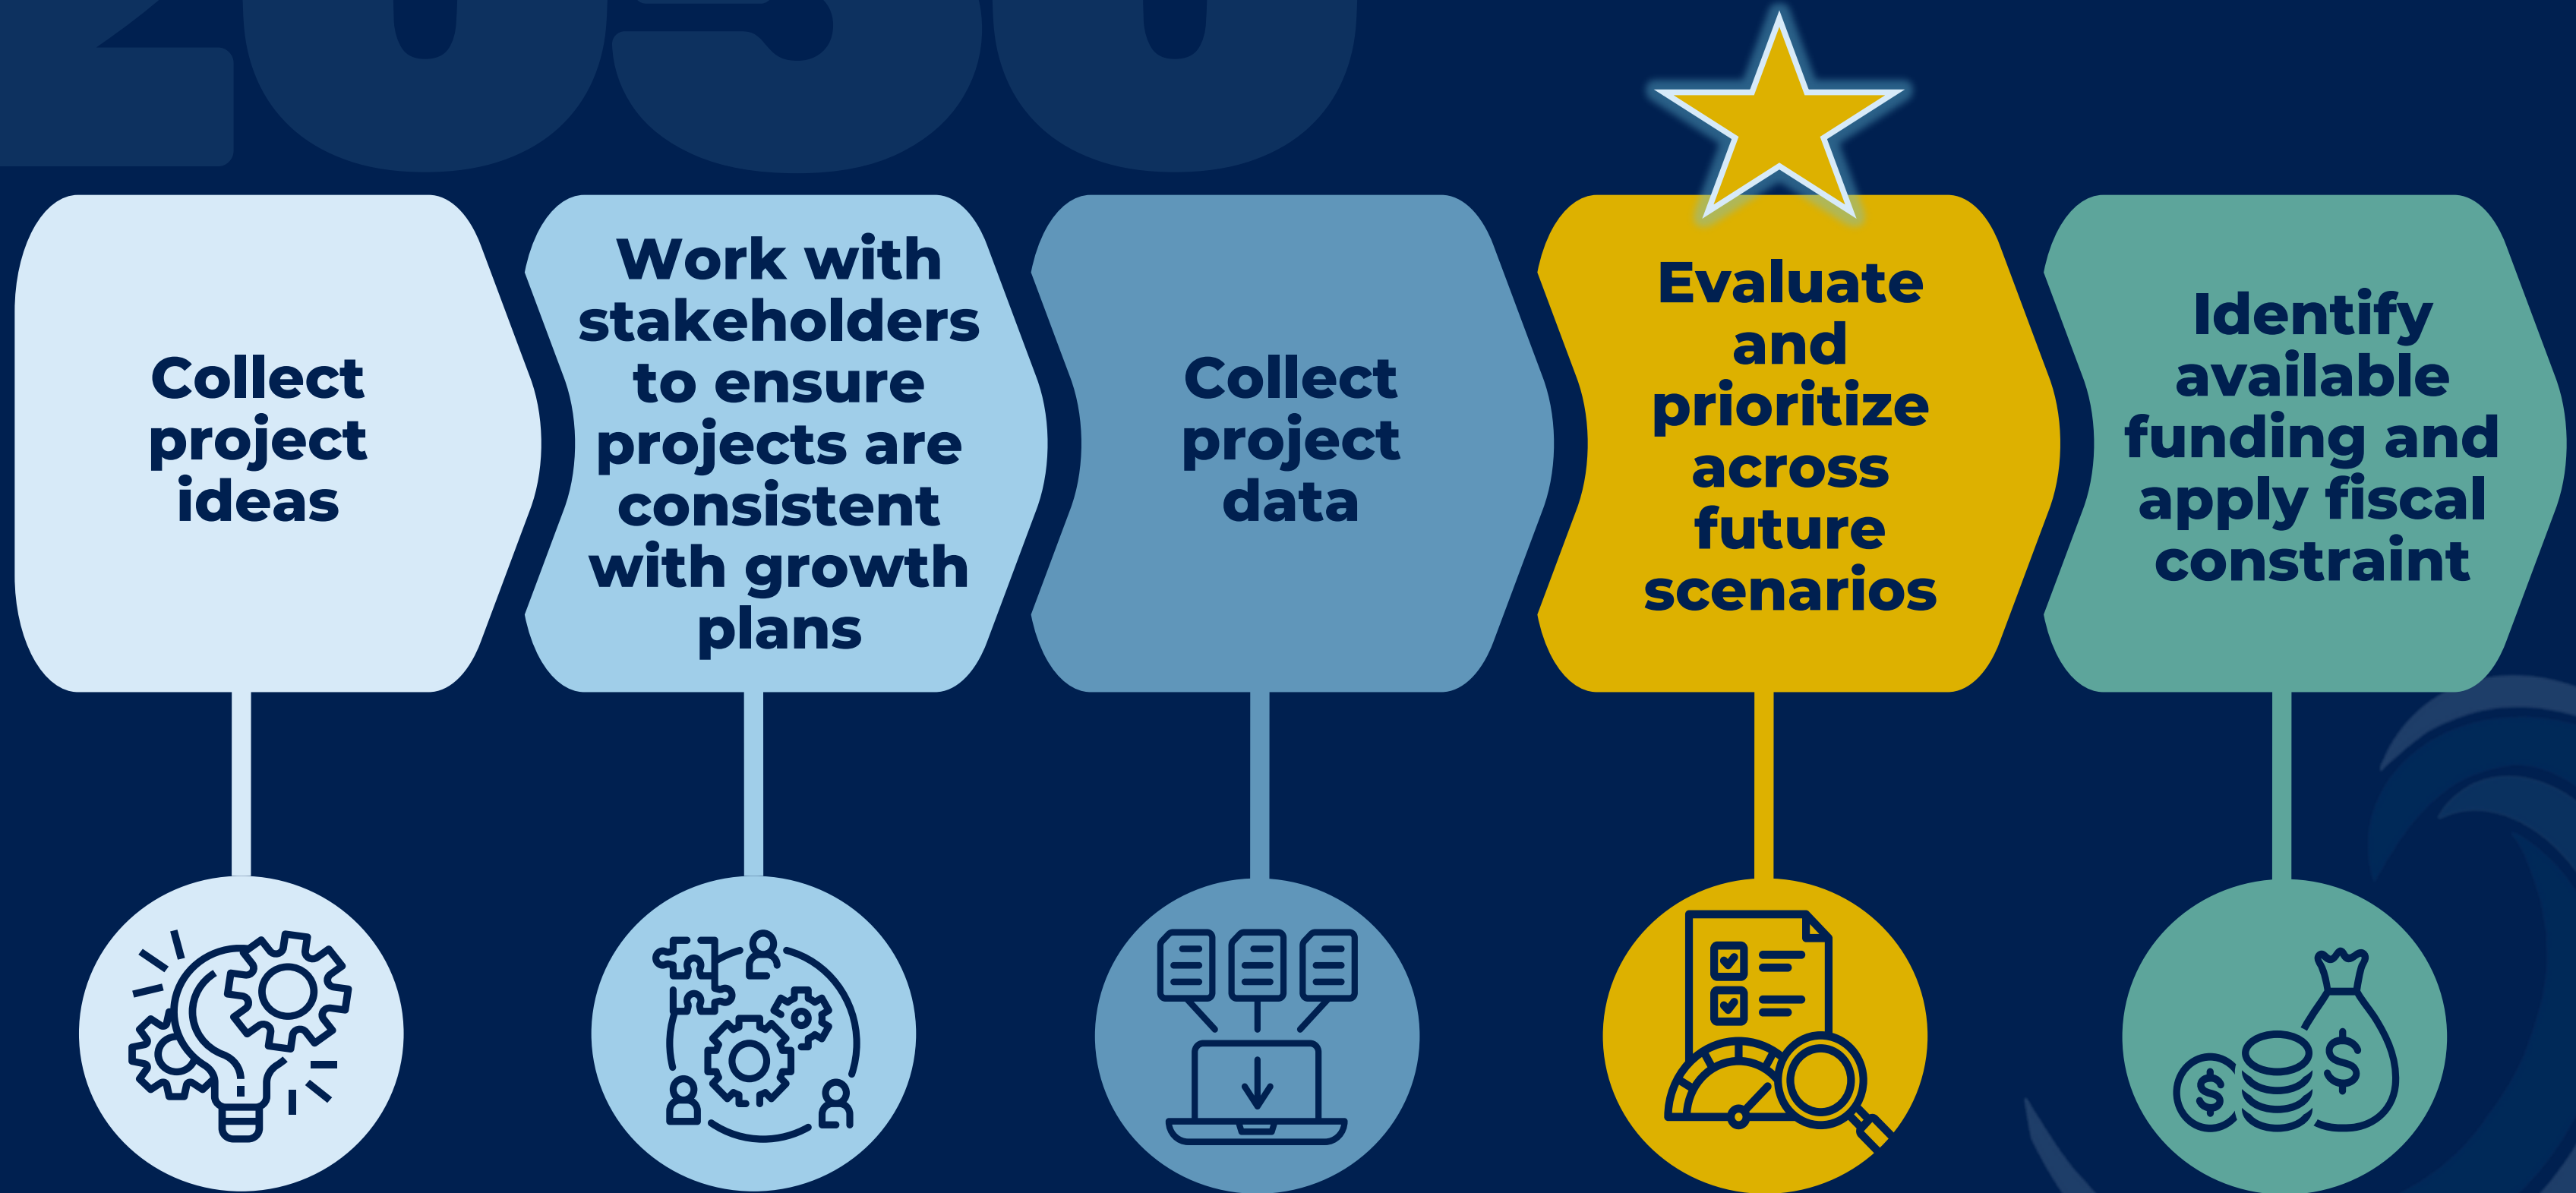 Collect
project
ideas
Work with
stakeholders
to ensure
projects are
consistent
with growth
plans
Collect
project
data
Evaluate
and
prioritize
across
future
scenarios
Identify
available
funding and
apply fiscal
constraint
$
$